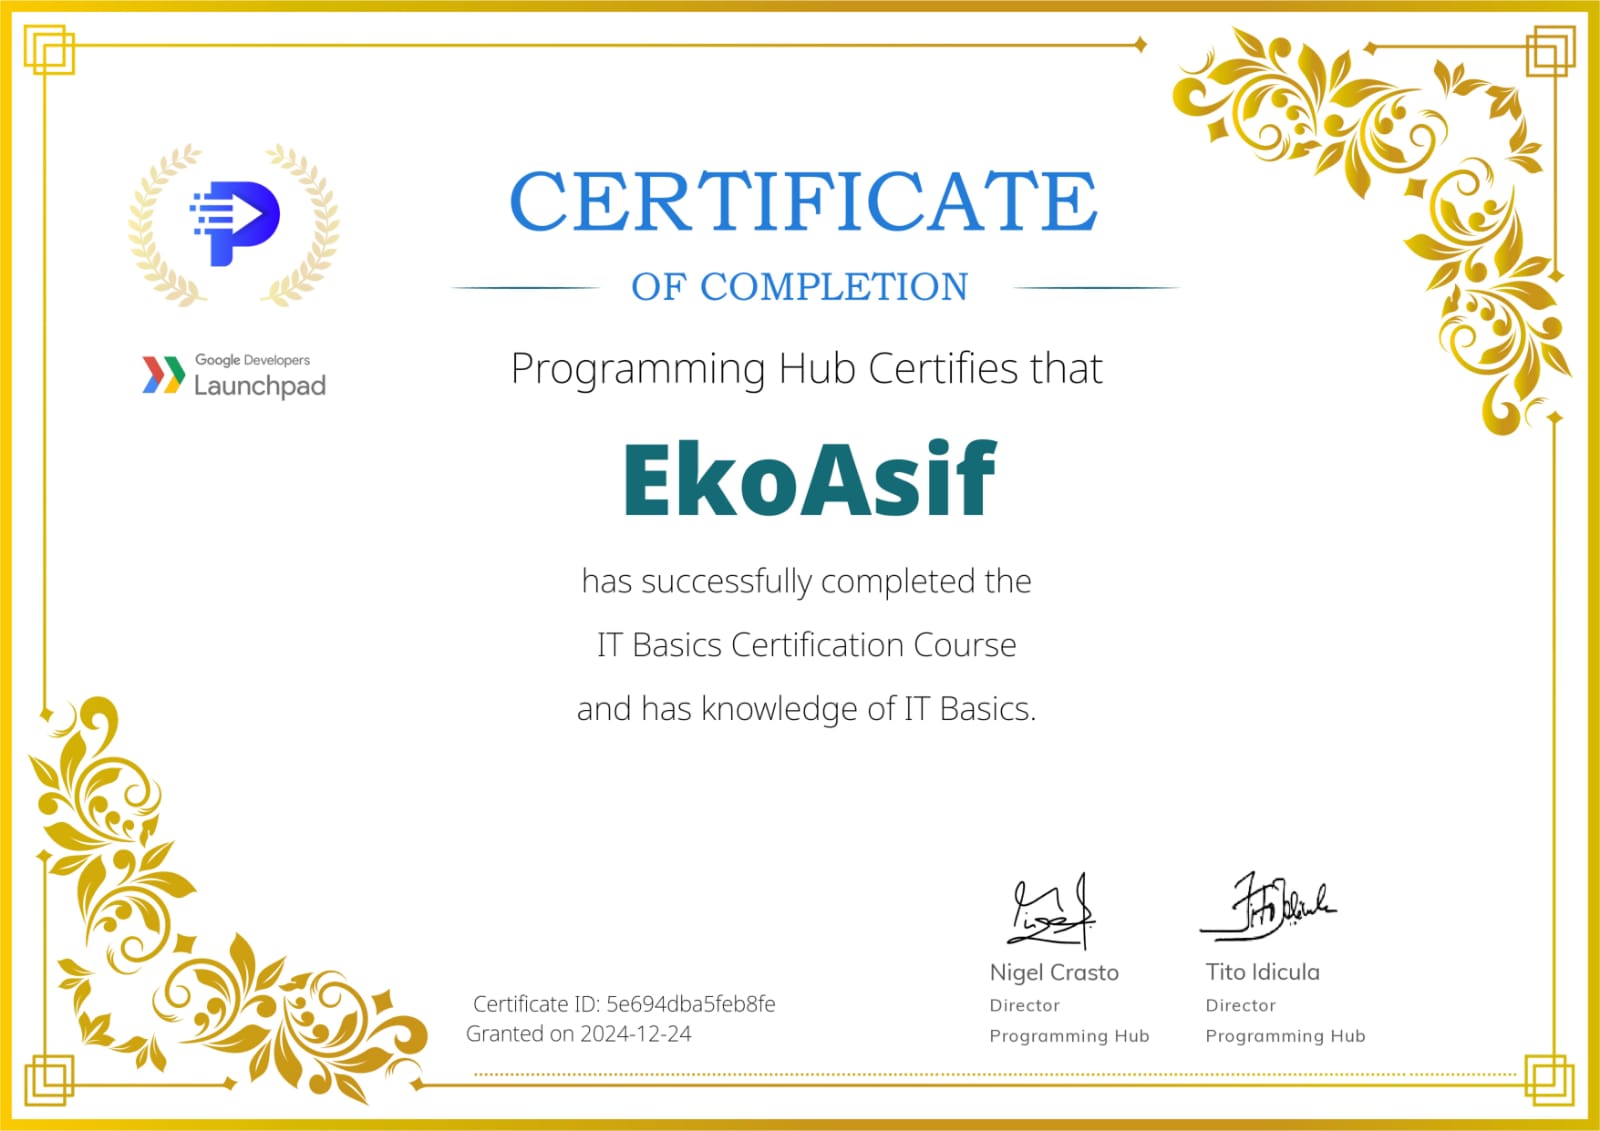 CERTIFICATE
OF COMPLETION
Google Developers
Launchpad
Programming Hub Certifies that
EkoAsif
has successfully completed the
IT Basics Certification Course
and has knowledge of IT Basics.
Nigel Crasto
Director
Programming Hub
Tito Idicula
Director
Programming Hub
Certificate ID: 5e694dba5feb8fe
Granted on 2024-12-24